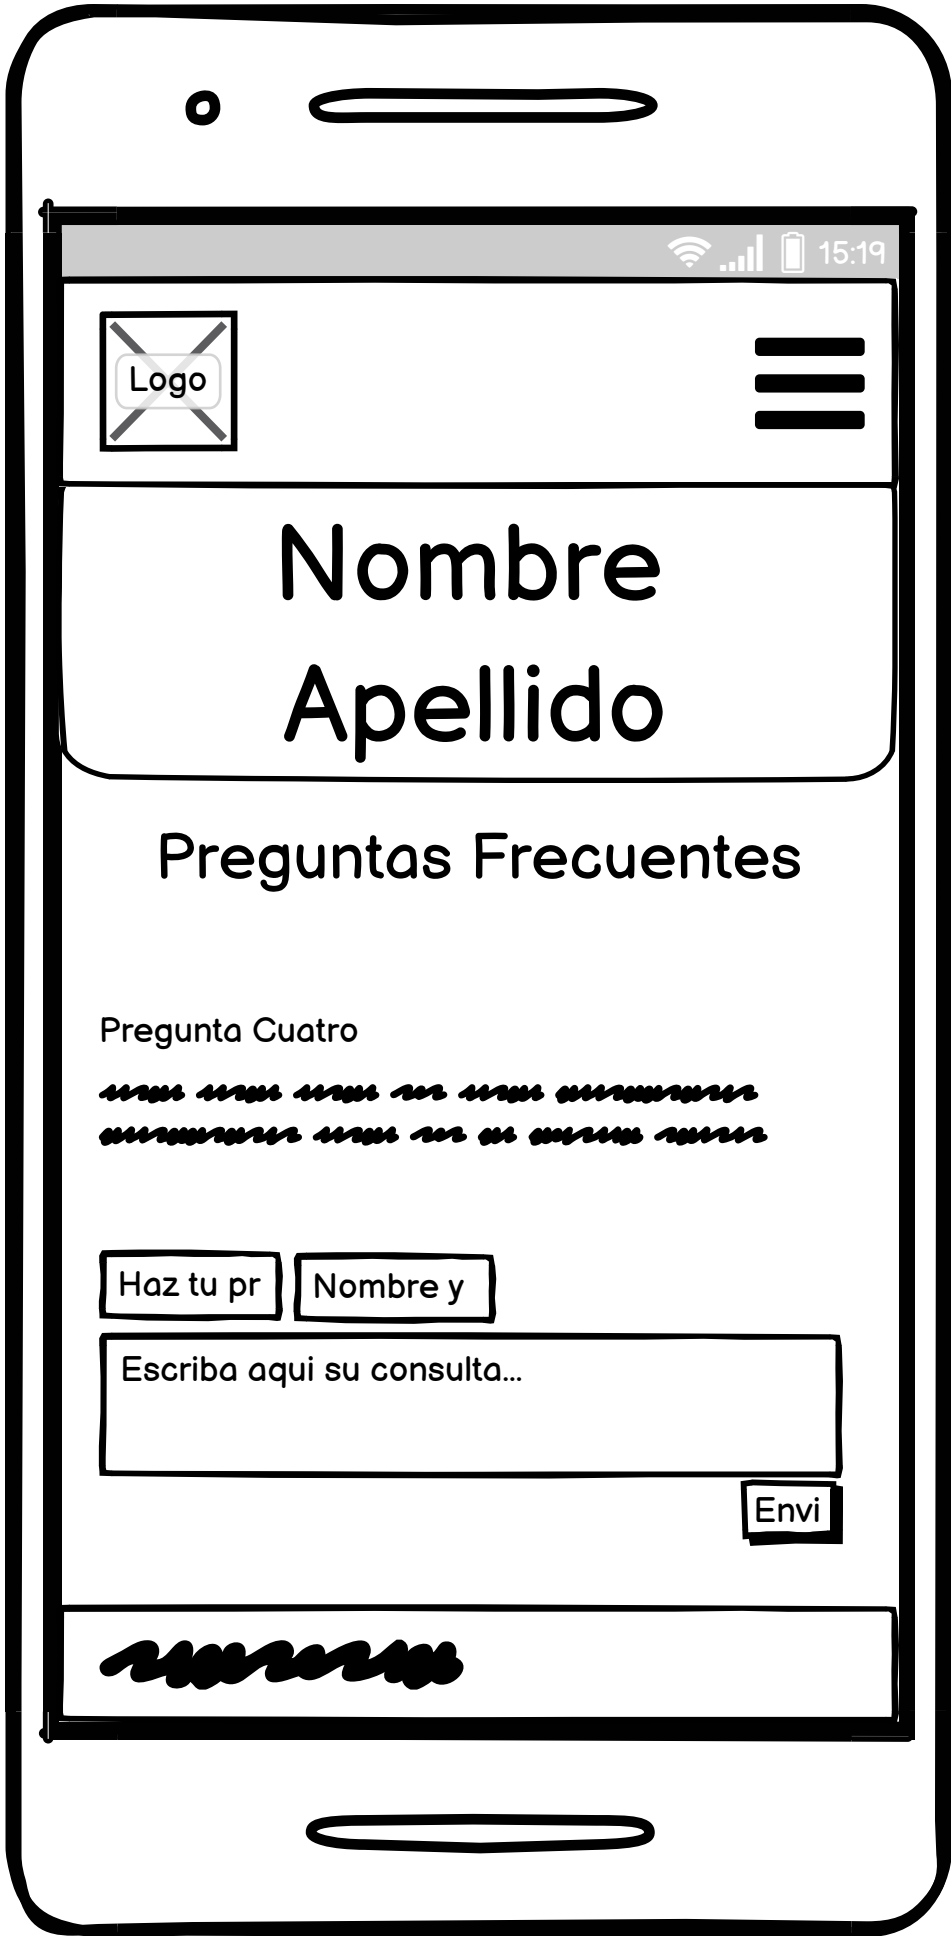 15:19
Logo
Nombre
Apellido
Preguntas Frecuentes
Pregunta Cuatro
Haz tu pr
Nombre y
Escriba aqui su consulta...
Envi